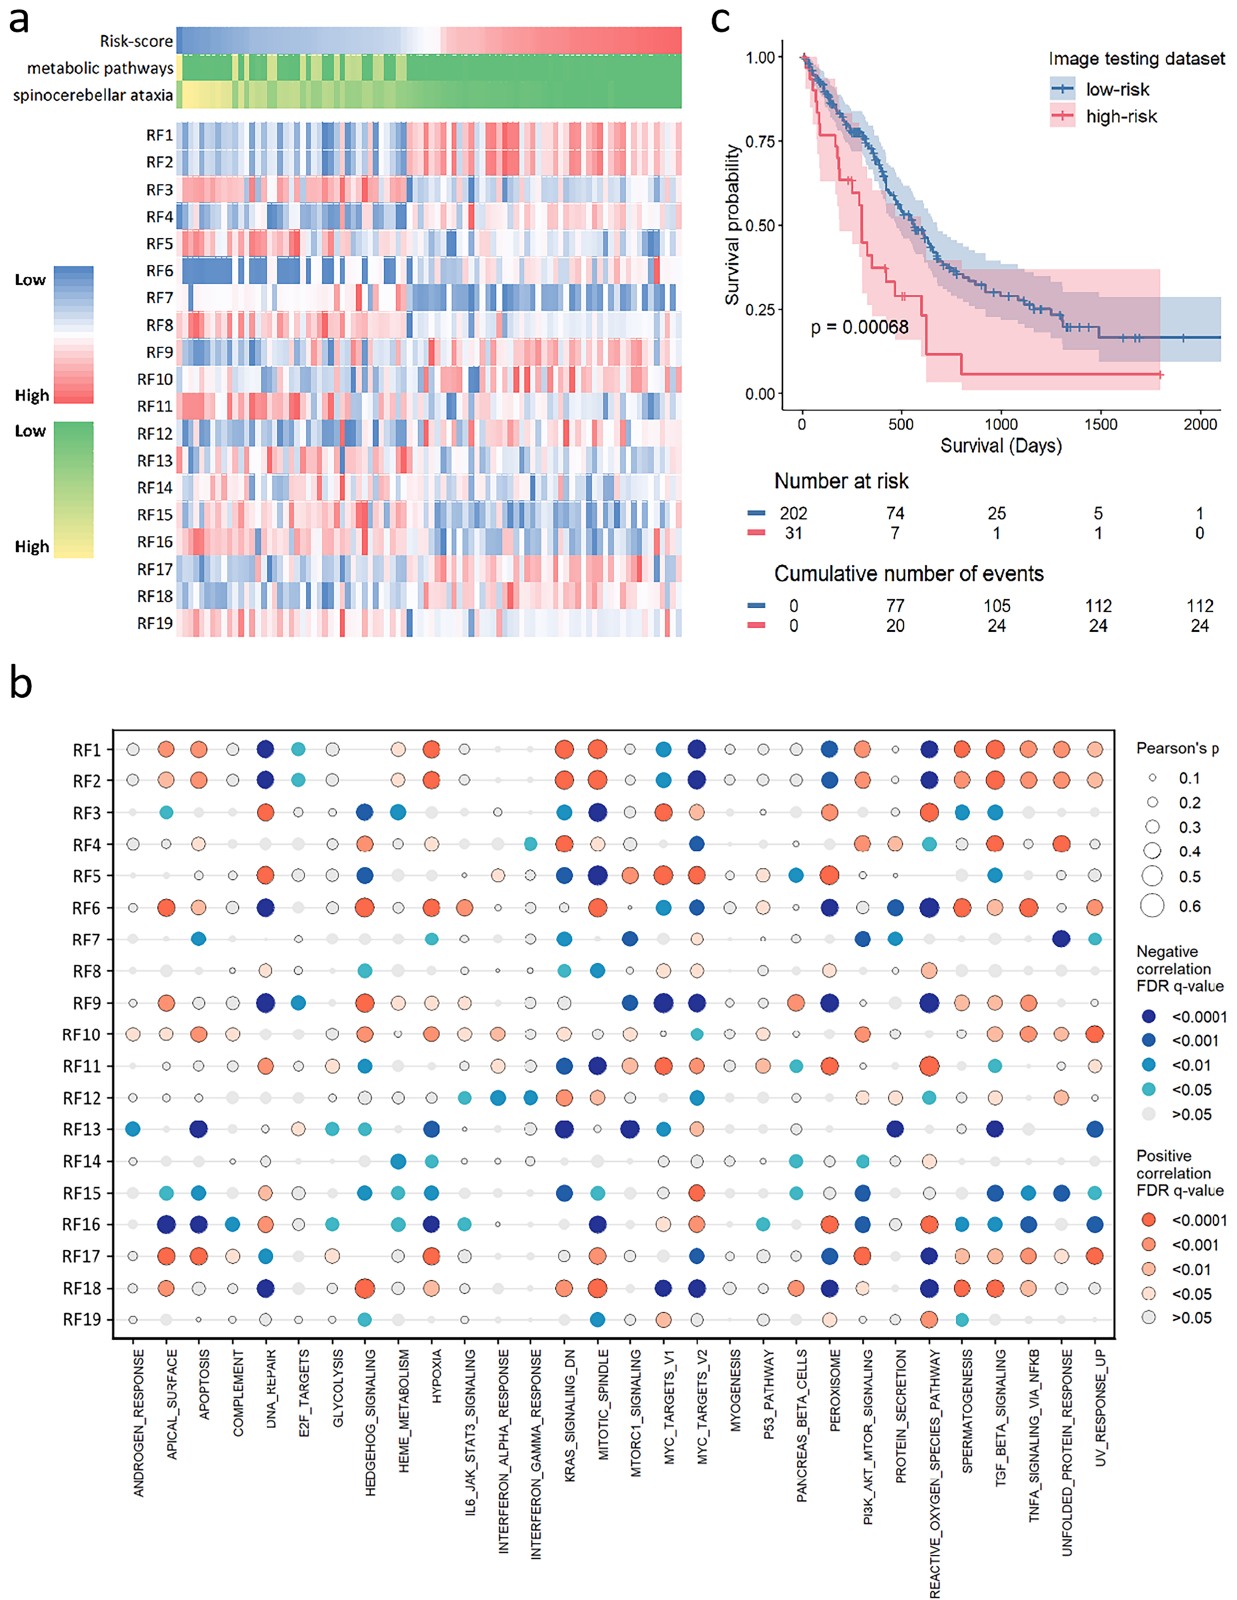 a
Risk-score
metabolic pathways
spinocerebellar ataxia
RF1
RF2
RF3
RF4
RF5
RF6
RF7
RF8
RF9
RF10
RF11
RF12
RF13
RF14
RF15
RF16
RF17
RF18
RF19
Low
High
Low
High
c
Image testing dataset
low-risk
high-risk
Survival probability
1.00
0.75
0.50
0.25
0.00
p = 0.00068
0 500 1000 1500 2000
Survival (Days)
Number at risk
202 74 25 5 1
31 7 1 1 0
Cumulative number of events
0 77 105 112 112
0 20 24 24 24
b
RF1
RF2
RF3
RF4
RF5
RF6
RF7
RF8
RF9
RF10
RF11
RF12
RF13
RF14
RF15
RF16
RF17
RF18
RF19
ANDROGEN_RESPONSE
APICAL_SURFACE
APOPTOSIS
COMPLEMENT
DNA_REPAIR
E2F_TARGETS
GLYCOLYSIS
HEDGEHOG_SIGNALING
HEME_METABOLISM
HYPOXIA
IL6_JAK_STAT3_SIGNALING
INTERFERON_ALPHA_RESPONSE
INTERFERON_GAMMA_RESPONSE
KRAS_SIGNALING_DN
MITOTIC_SPINDLE
MTORC1_SIGNALING
MYC_TARGETS_V1
MYC_TARGETS_V2
MYOGENESIS
P53_PATHWAY
PANCREAS_BETA_CELLS
PEROXISOME
PI3K_AKT_MTOR_SIGNALING
PROTEIN_SECRETION
REACTIVE_OXYGEN_SPECIES_PATHWAY
SPERMATOGENESIS
TGF_BETA_SIGNALING
TNFA_SIGNALING_VIA_NFKB
UNFOLDED_PROTEIN_RESPONSE
UV_RESPONSE_UP
Pearson's ρ
0.1
0.2
0.3
0.4
0.5
0.6
Negative
correlation
FDR q-value
<0.0001
<0.001
<0.01
<0.05
>0.05
Positive
correlation
FDR q-value
<0.0001
<0.001
<0.01
<0.05
>0.05